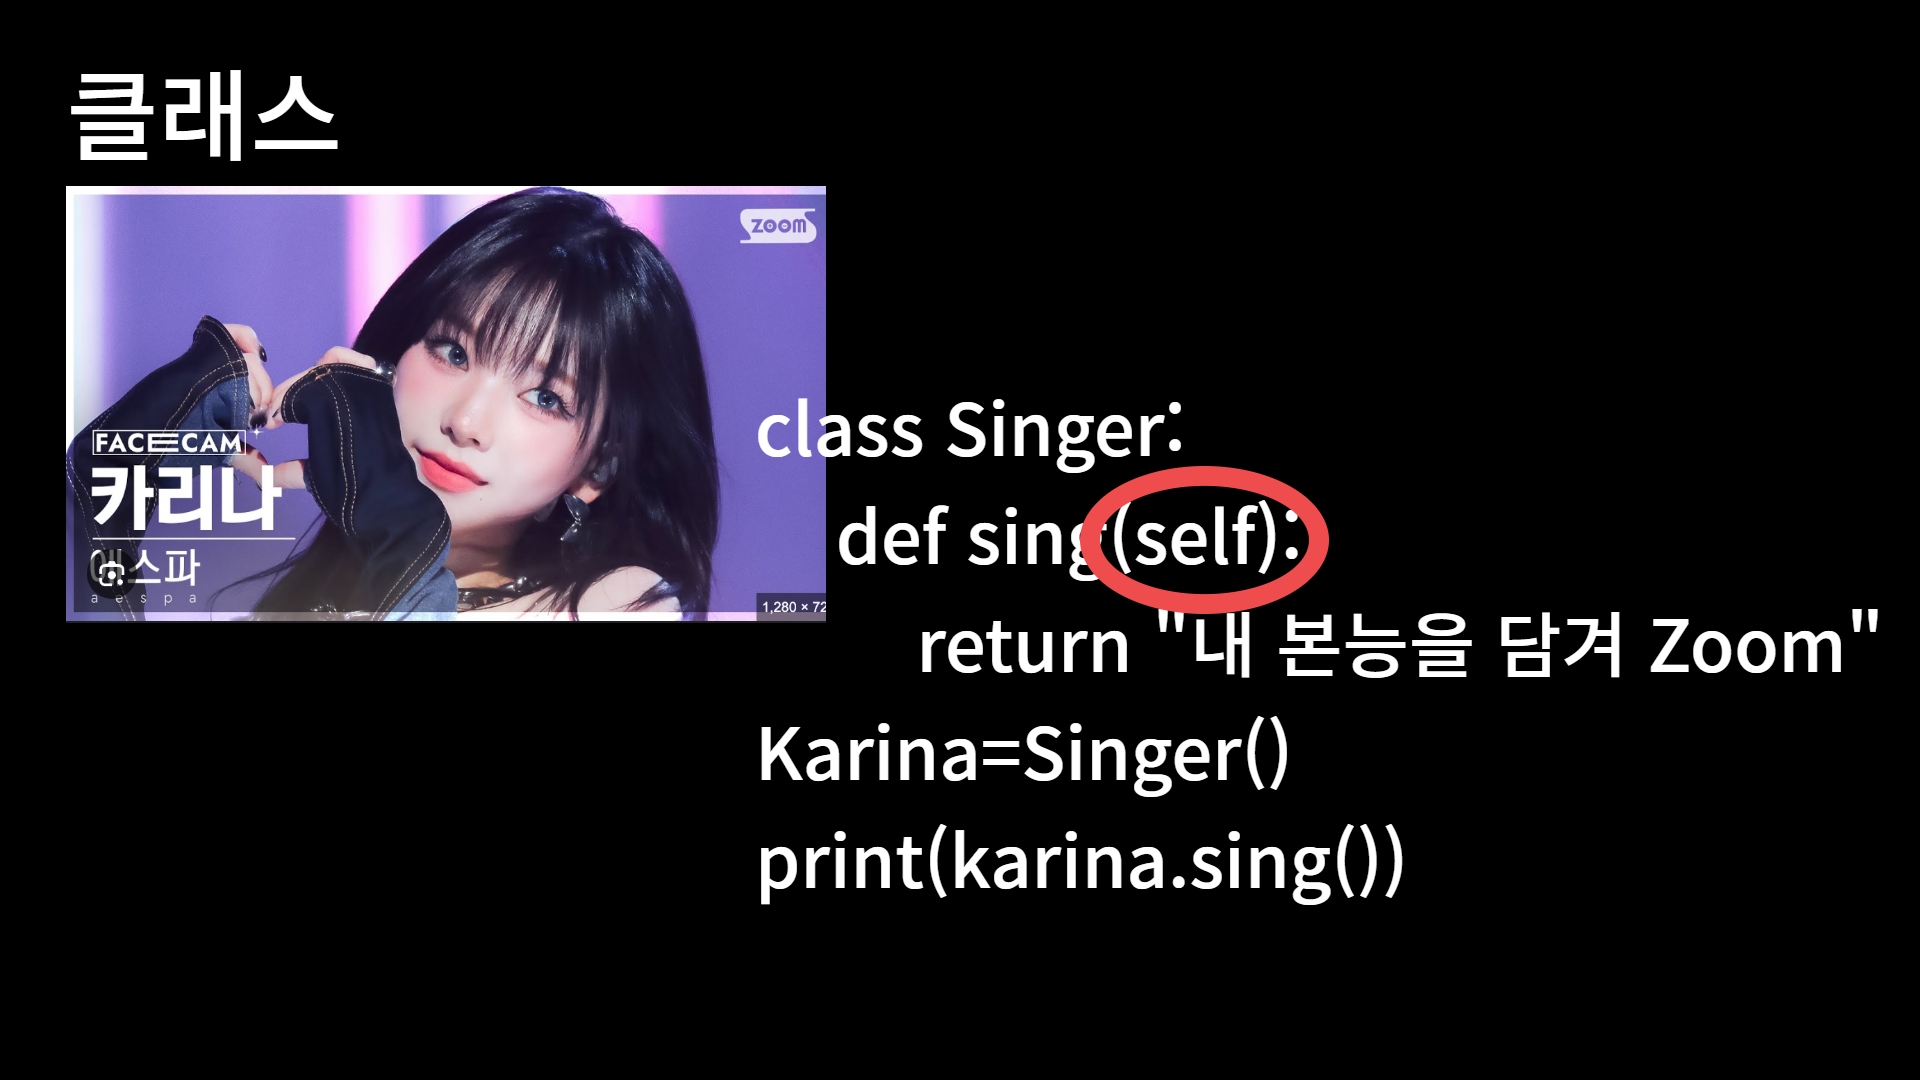 클래스
zoom
FACE CAM
카리나
에스파
aespa
1,280 × 72
class Singer:
def sing(self):
return "내 본능을 담겨 Zoom"
Karina=Singer()
print(karina.sing())